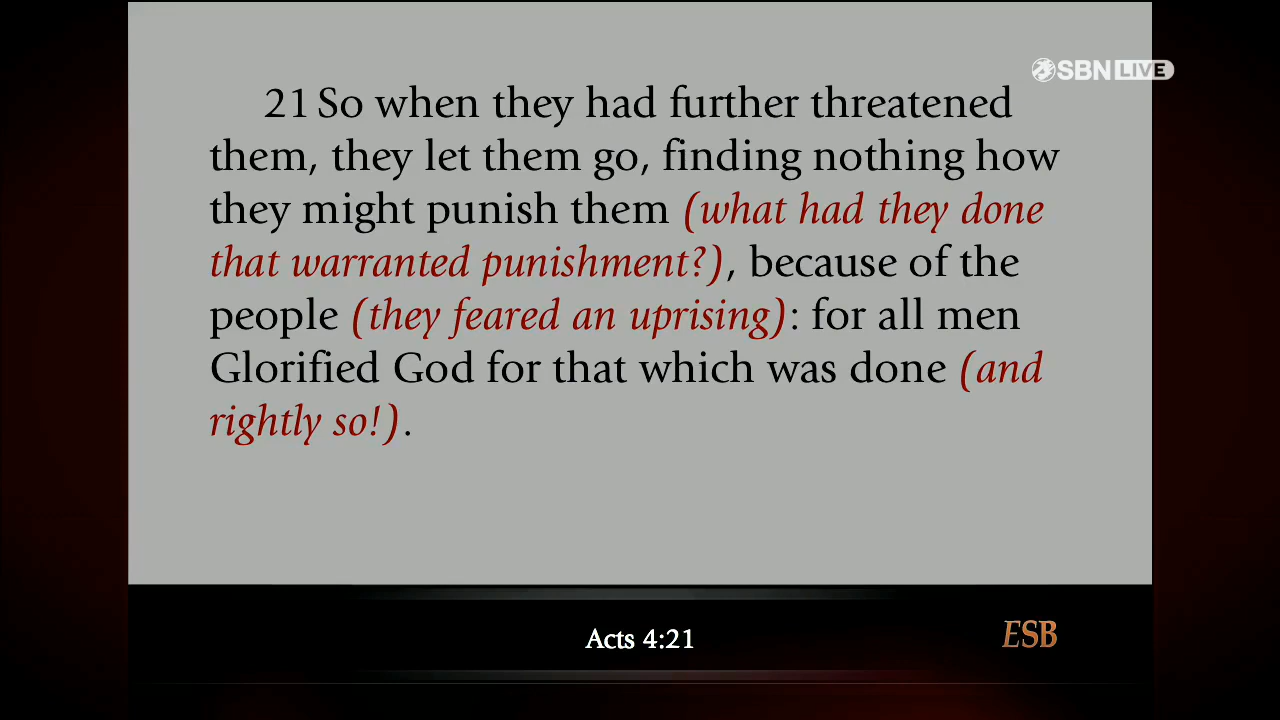 SBN LIVE
21 So when they had further threatened
them, they let them go, finding nothing how
they might punish them (what had they done
that warranted punishment?), because of the
people (they feared an uprising): for all men
Glorified God for that which was done (and
rightly so!).
Acts 4:21
ESB